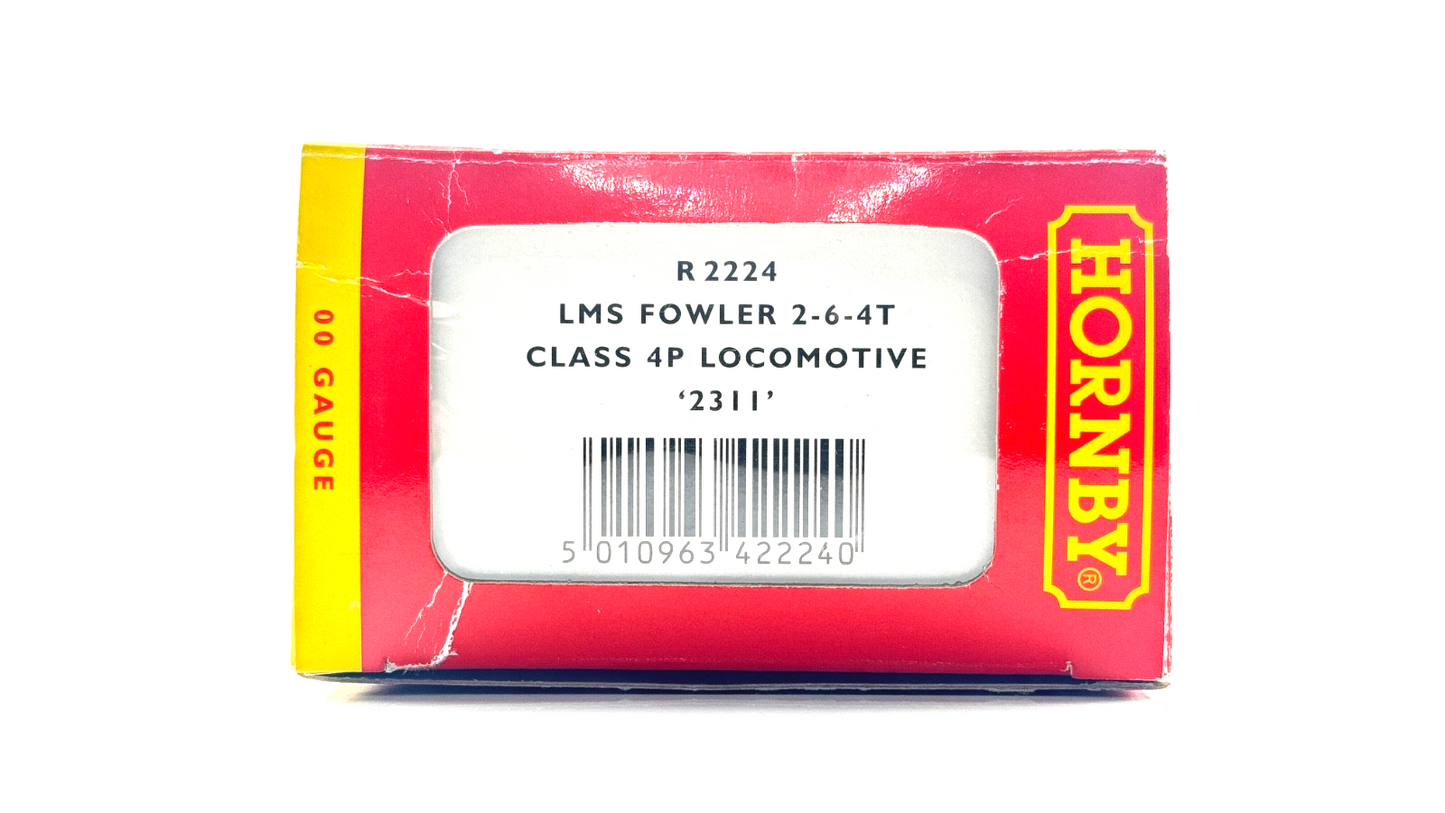 00 GAUGE
R 2224
LMS FOWLER 2-6-4T
CLASS 4P LOCOMOTIVE
‘2311’
5 010963 422240
HORNBY®